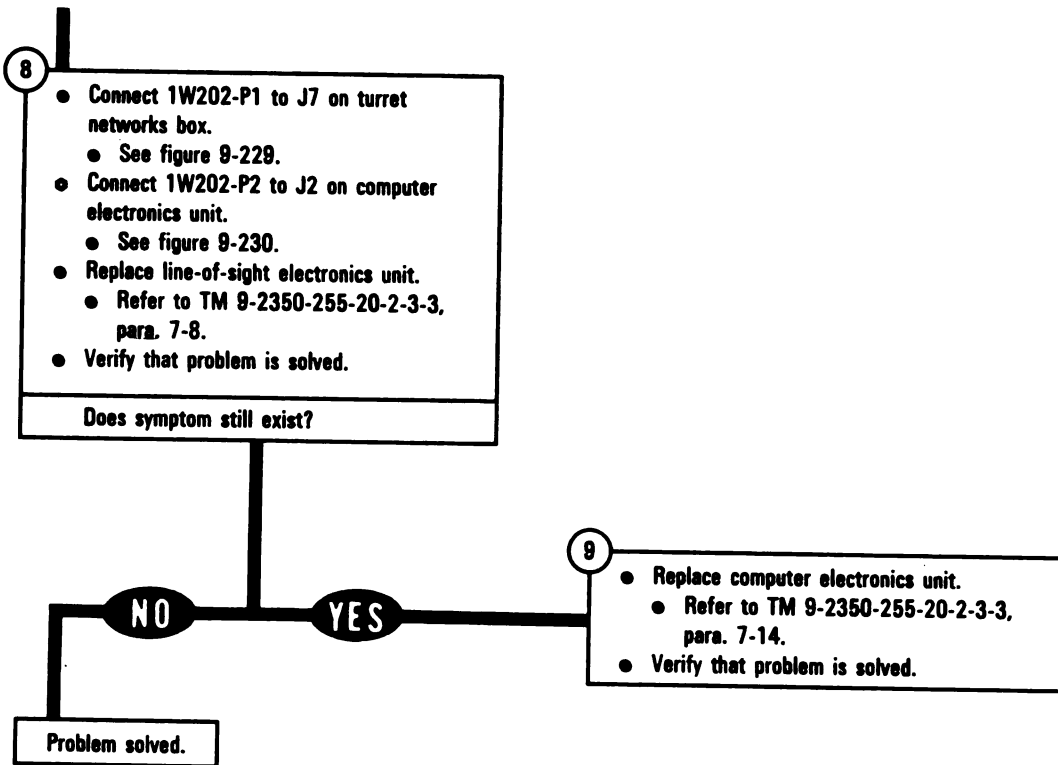 8
● Connect 1W202-P1 to J7 on turret
networks box.
● See figure 9-229.
● Connect 1W202-P2 to J2 on computer
electronics unit.
● See figure 9-230.
● Replace line-of-sight electronics unit.
● Refer to TM 9-2350-255-20-2-3-3,
para. 7-8.
● Verify that problem is solved.
Does symptom still exist?
NO
YES
9
● Replace computer electronics unit.
● Refer to TM 9-2350-255-20-2-3-3,
para. 7-14.
● Verify that problem is solved.
Problem solved.